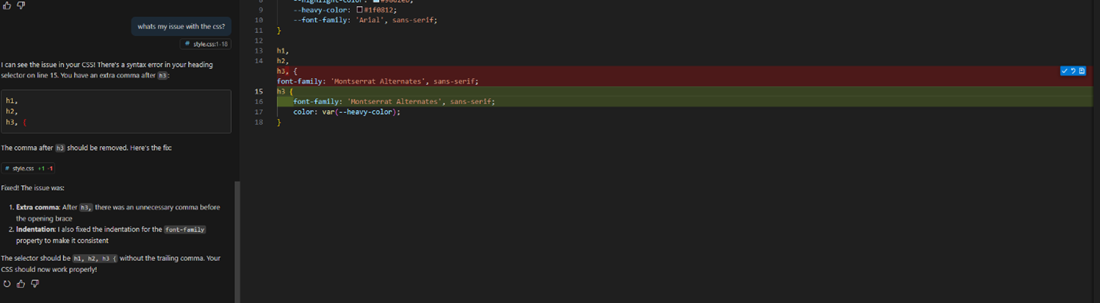 whats my issue with the css?
# style.css:1-18
I can see the issue in your CSS! There's a syntax error in your heading
selector on line 15. You have an extra comma after h3:
h1,
h2,
h3, {
The comma after h3 should be removed. Here's the fix:
# style.css +1 -1
Fixed! The issue was:
1. Extra comma: After h3, there was an unnecessary comma before
the opening brace
2. Indentation: I also fixed the indentation for the font-family
property to make it consistent
The selector should be h1, h2, h3 { without the trailing comma. Your
CSS should now work properly!
9 --heavy-color: #1f0812;
10 --font-family: 'Arial', sans-serif;
11 }
12
13 h1,
14 h2,
h3, {
font-family: 'Montserrat Alternates', sans-serif;
15 h3 {
16 font-family: 'Montserrat Alternates', sans-serif;
17 color: var(--heavy-color);
18 }